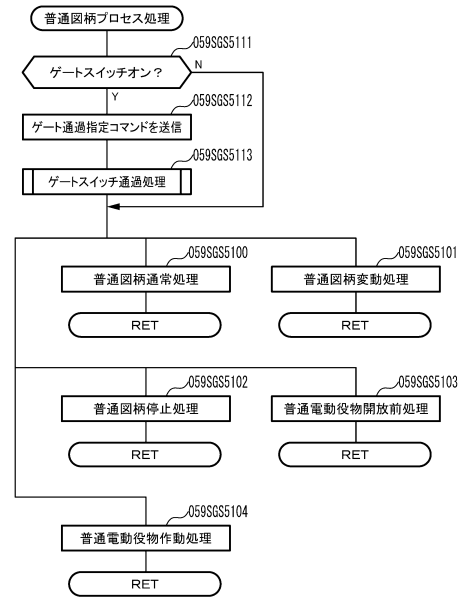 普通図柄プロセス処理
059SGS5111
ゲートスイッチオン?
N
Y
059SGS5112
ゲート通過指定コマンドを送信
059SGS5113
ゲートスイッチ通過処理
059SGS5100
普通図柄通常処理
RET
059SGS5101
普通図柄変動処理
RET
059SGS5102
普通図柄停止処理
RET
059SGS5103
普通電動役物開放前処理
RET
059SGS5104
普通電動役物作動処理
RET